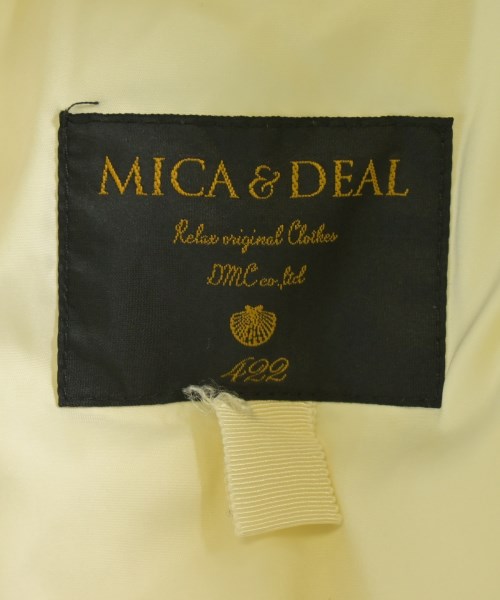 MICA & DEAL
Relax original Clothes
DMC co.,ltd
422